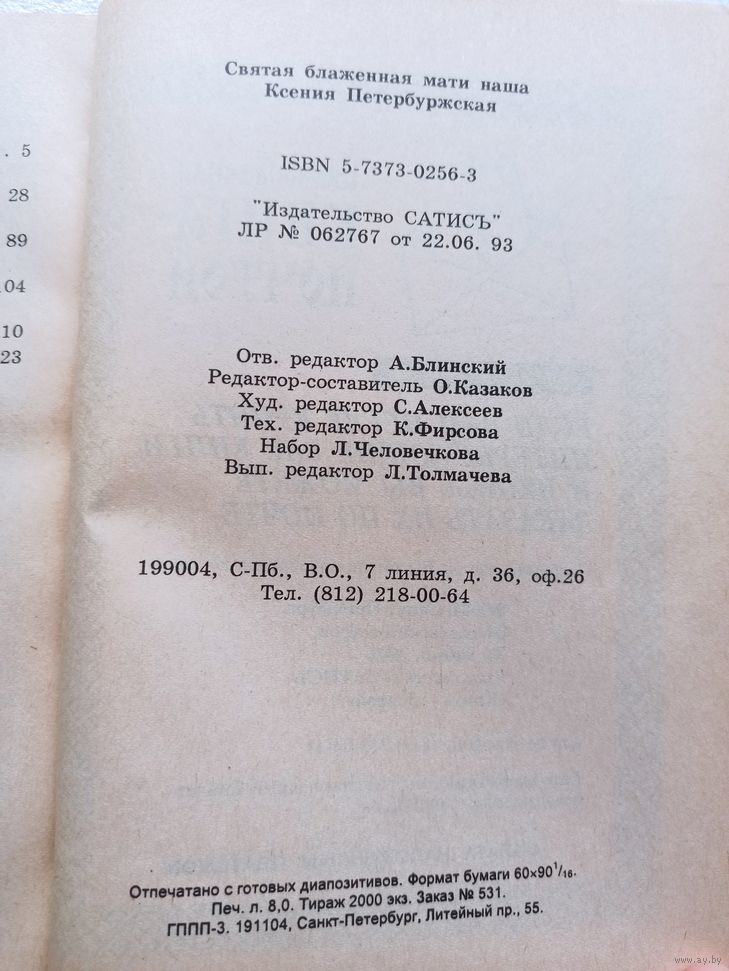 . 5
28
89
104
10
23
Святая блаженная мати наша
Ксения Петербуржская
ISBN 5-7373-0256-3
"Издательство САТИСЪ"
ЛР № 062767 от 22.06. 93
Отв. редактор А.Блинский
Редактор-составитель О.Казаков
Худ. редактор С.Алексеев
Тех. редактор К.Фирсова
Набор Л.Человечкова
Вып. редактор Л.Толмачева
199004, С-Пб., В.О., 7 линия, д. 36, оф.26
Тел. (812) 218-00-64
Отпечатано с готовых диапозитивов. Формат бумаги 60×90 1/16.
Печ. л. 8,0. Тираж 2000 экз. Заказ № 531.
ГППП-3. 191104, Санкт-Петербург, Литейный пр., 55.
www.ay.by